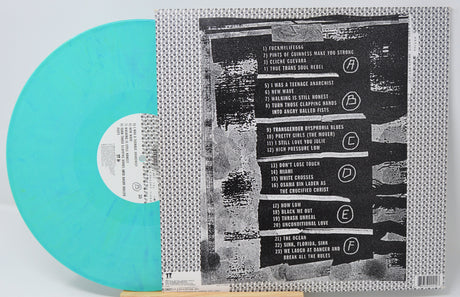 1) FUCKMYLIFE666
2) PINTS OF GUINNESS MAKE YOU STRONG
3) CLICHE GUEVARA
4) TRUE TRANS SOUL REBEL
A
5) I WAS A TEENAGE ANARCHIST
6) NEW WAVE
7) WALKING IS STILL HONEST
8) TURN THOSE CLAPPING HANDS
INTO ANGRY BALLED FISTS
B
9) TRANSGENDER DYSPHORIA BLUES
10) PRETTY GIRLS (THE MOVER)
11) I STILL LOVE YOU JULIE
12) HIGH PRESSURE LOW
C
13) DON'T LOSE TOUCH
14) MIAMI
15) WHITE CROSSES
16) OSAMA BIN LADEN AS
THE CRUCIFIED CHRIST
D
17) HOW LOW
18) BLACK ME OUT
19) TURKISH UNREAL
20) UNCONDITIONAL LOVE
E
21) THE OCEAN
22) SINK, FLORIDA, SINK
23) WE LAUGH AT DANGER AND
BREAK ALL THE RULES
F